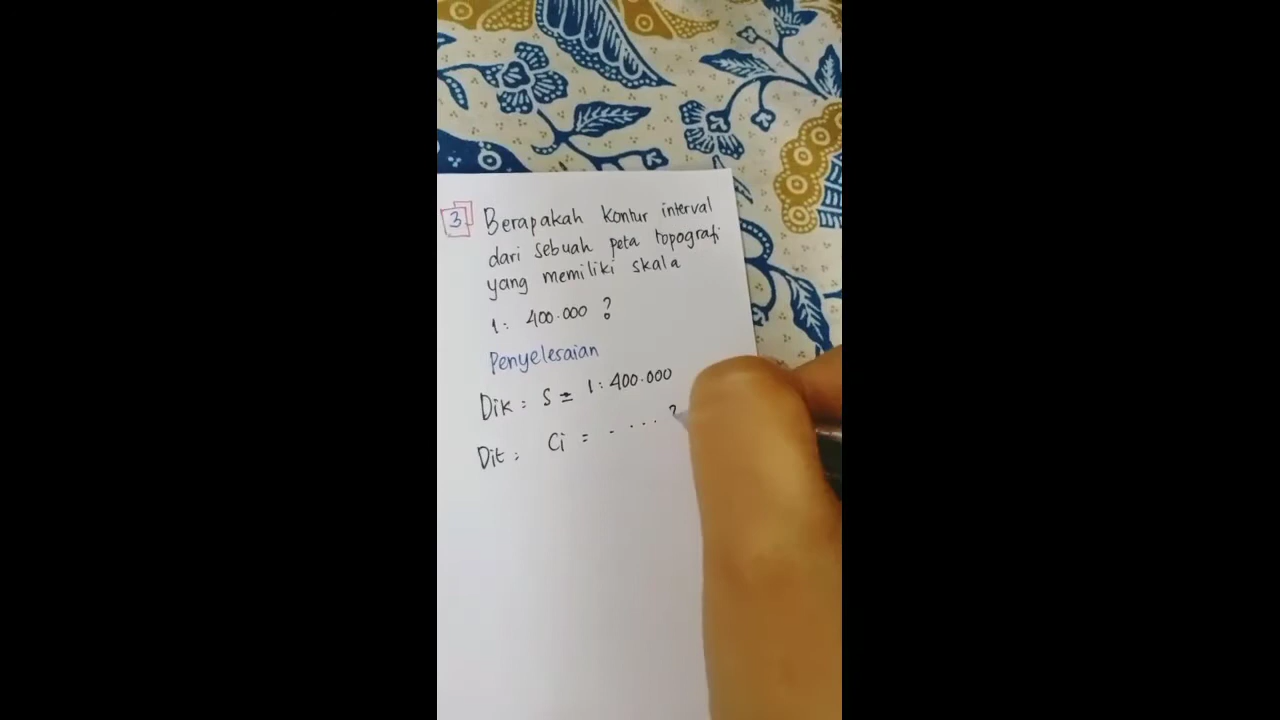 3 Berapakah kontur interval
dari sebuah peta topografi
yang memiliki skala
1: 400.000 ?
Penyelesaian
Dik : S = 1: 400.000
Dit : Ci = .... ?